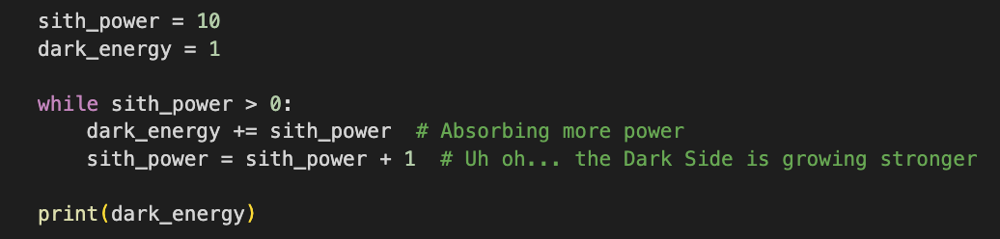 sith_power = 10
dark_energy = 1
while sith_power > 0:
    dark_energy += sith_power  # Absorbing more power
    sith_power = sith_power + 1  # Uh oh... the Dark Side is growing stronger
print(dark_energy)